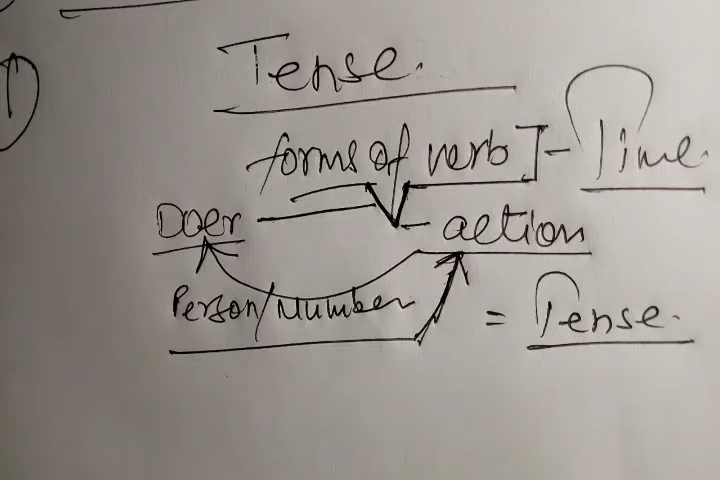 Tense.
forms of verb] - Time.
Doer - V - action
Person/Number = Tense.